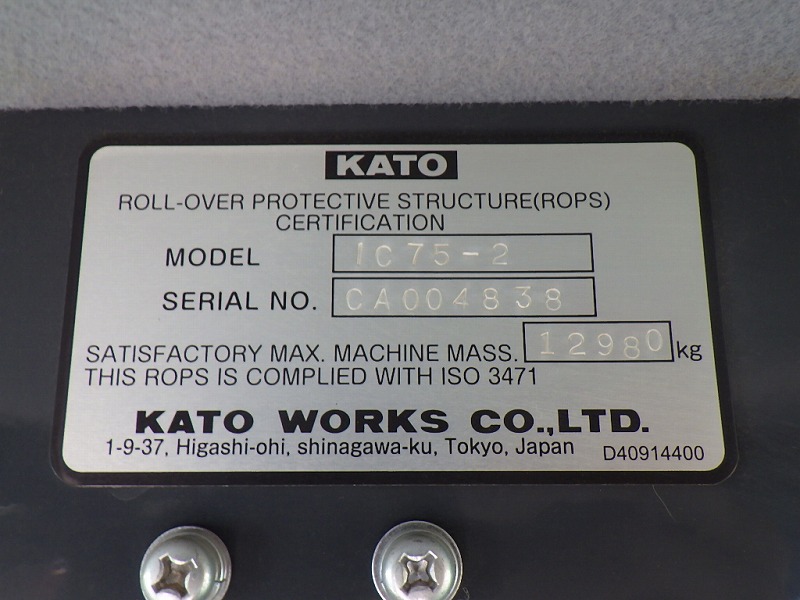 KATO
ROLL-OVER PROTECTIVE STRUCTURE(ROPS)
CERTIFICATION
MODEL IC75-2
SERIAL NO. CA004838
SATISFACTORY MAX. MACHINE MASS. 12980 kg
THIS ROPS IS COMPLIED WITH ISO 3471
KATO WORKS CO.,LTD.
1-9-37, Higashi-ohi, shinagawa-ku, Tokyo, Japan D40914400